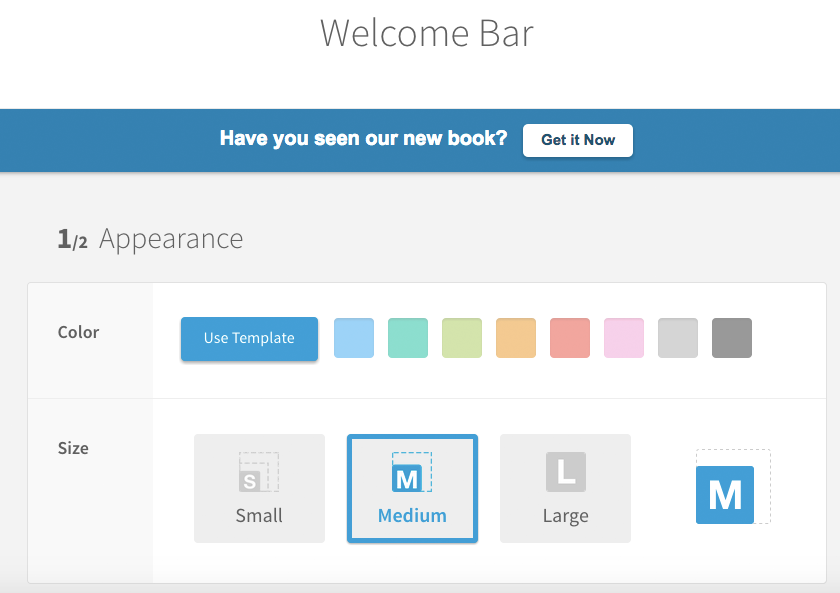 Welcome Bar
Have you seen our new book? Get it Now
1/2 Appearance
Color Use Template
Size
S M L M
Small Medium Large